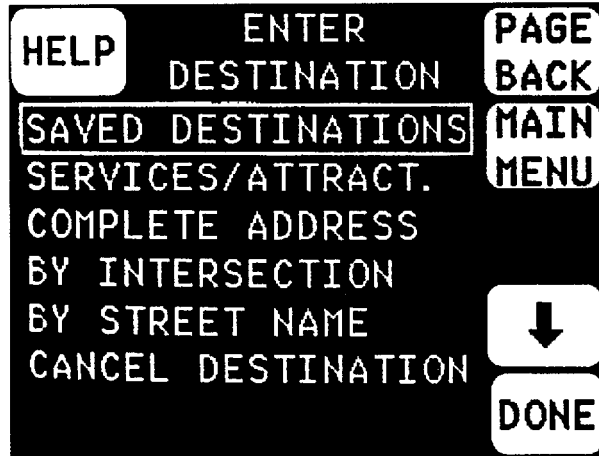 HELP
ENTER
DESTINATION
PAGE
BACK
SAVED DESTINATIONS
MAIN
MENU
SERVICES/ATTRACT.
COMPLETE ADDRESS
BY INTERSECTION
BY STREET NAME
CANCEL DESTINATION
DONE